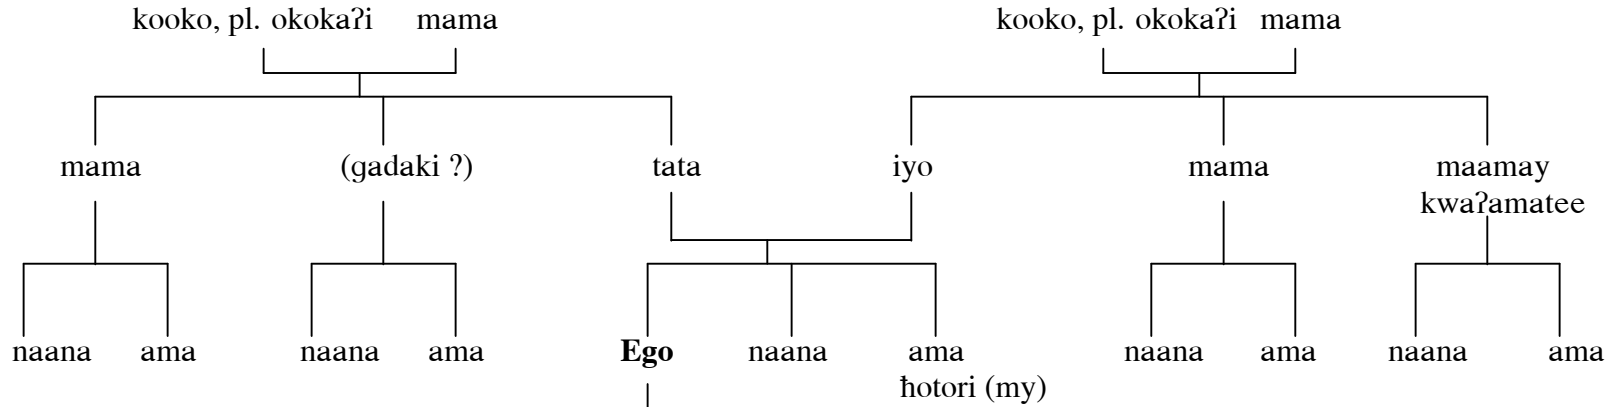 kooko, pl. okokaʔi mama kooko, pl. okokaʔi mama
mama (ɡadaki ?) tata iyo mama maamay
kwaʔamatee
naana ama naana ama Ego naana ama naana ama naana ama
ħotori (my)